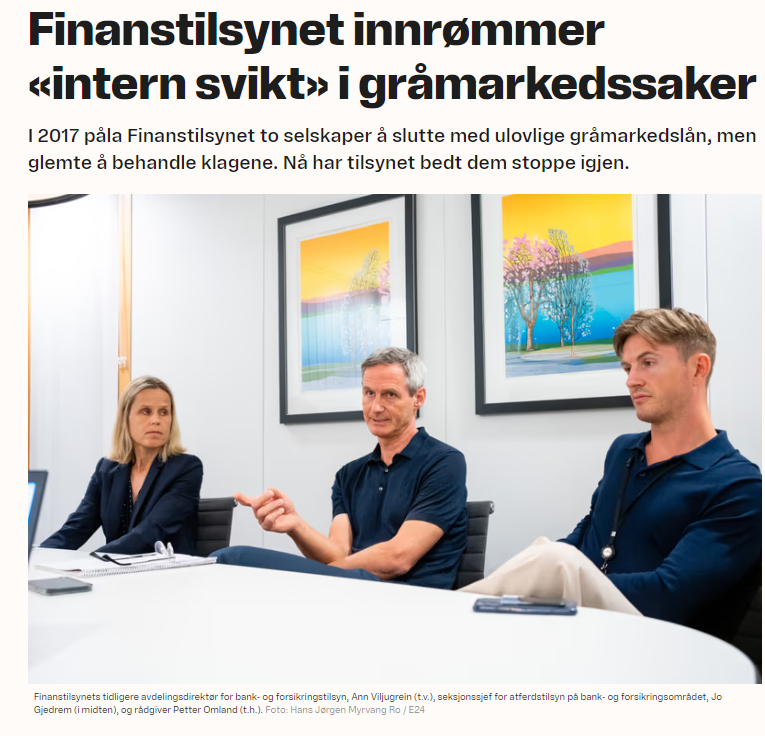 Finanstilsynet innrømmer
«intern svikt» i gråmarkedssaker
I 2017 påla Finanstilsynet to selskaper å slutte med ulovlige gråmarkedslån, men
glemte å behandle klagene. Nå har tilsynet bedt dem stoppe igjen.
Finanstilsynets tidligere avdelingsdirektør for bank- og forsikringstilsyn, Ann Viljugrein (t.v.), seksjonssjef for atferdstilsyn på bank- og forsikringsområdet, Jo
Gjedrem (i midten), og rådgiver Petter Omland (t.h.). Foto: Hans Jørgen Myrvang Ro / E24